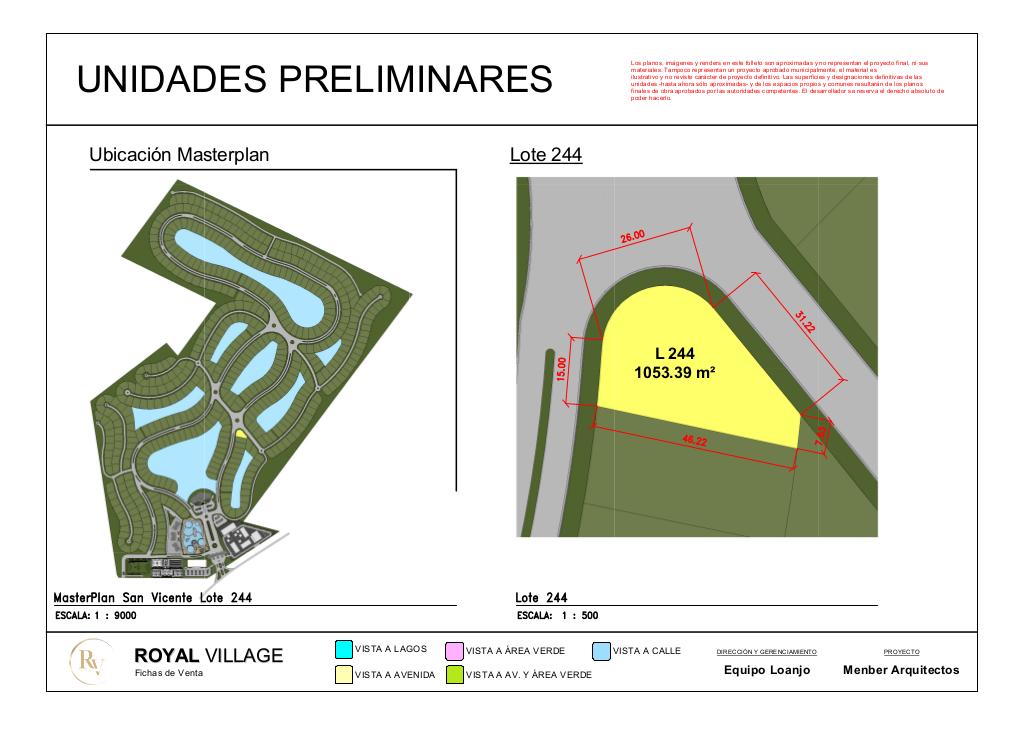 UNIDADES PRELIMINARES
Los planos, imágenes y renders en este folleto son aproximadas y no representan el proyecto final, ni sus
materiales. Tampoco representan un proyecto aprobado municipalmente, el material es
ilustrativo y no reviste carácter de proyecto definitivo. Las superficies y designaciones definitivas de las
unidades -hasta ahora sólo aproximadas- y de los espacios propios y comunes resultarán de los planos
finales de obra aprobados por las autoridades competentes. El desarrollador se reserva el derecho absoluto de
poder hacerlo.
Ubicación Masterplan
Lote 244
26.00
31.22
15.00
L 244
1053.39 m²
46.22
MasterPlan San Vicente Lote 244
ESCALA: 1 : 9000
Lote 244
ESCALA: 1 : 500
RV
ROYAL VILLAGE
Fichas de Venta
VISTA A LAGOS
VISTA A ÁREA VERDE
VISTA A CALLE
VISTA A AVENIDA
VISTA A AV. Y ÁREA VERDE
DIRECCIÓN Y GERENCIAMIENTO
Equipo Loanjo
PROYECTO
Menber Arquitectos